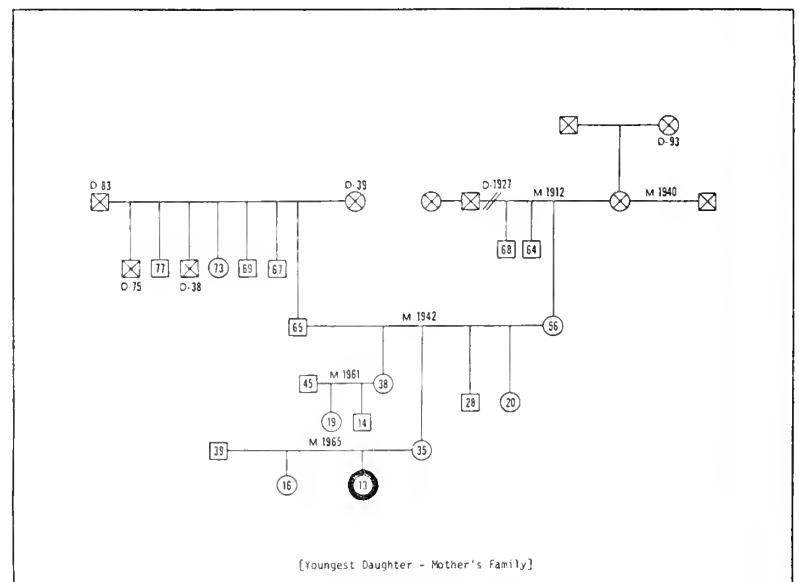 D-93
D-83 D-39 D-1927 M 1912 M 1940
68 64
77 73 69 67
D-75 D-38
65 M 1942 56
45 M 1961 38
28 20
19 14
39 M 1965 35
16 13
[Youngest Daughter - Mother's Family]